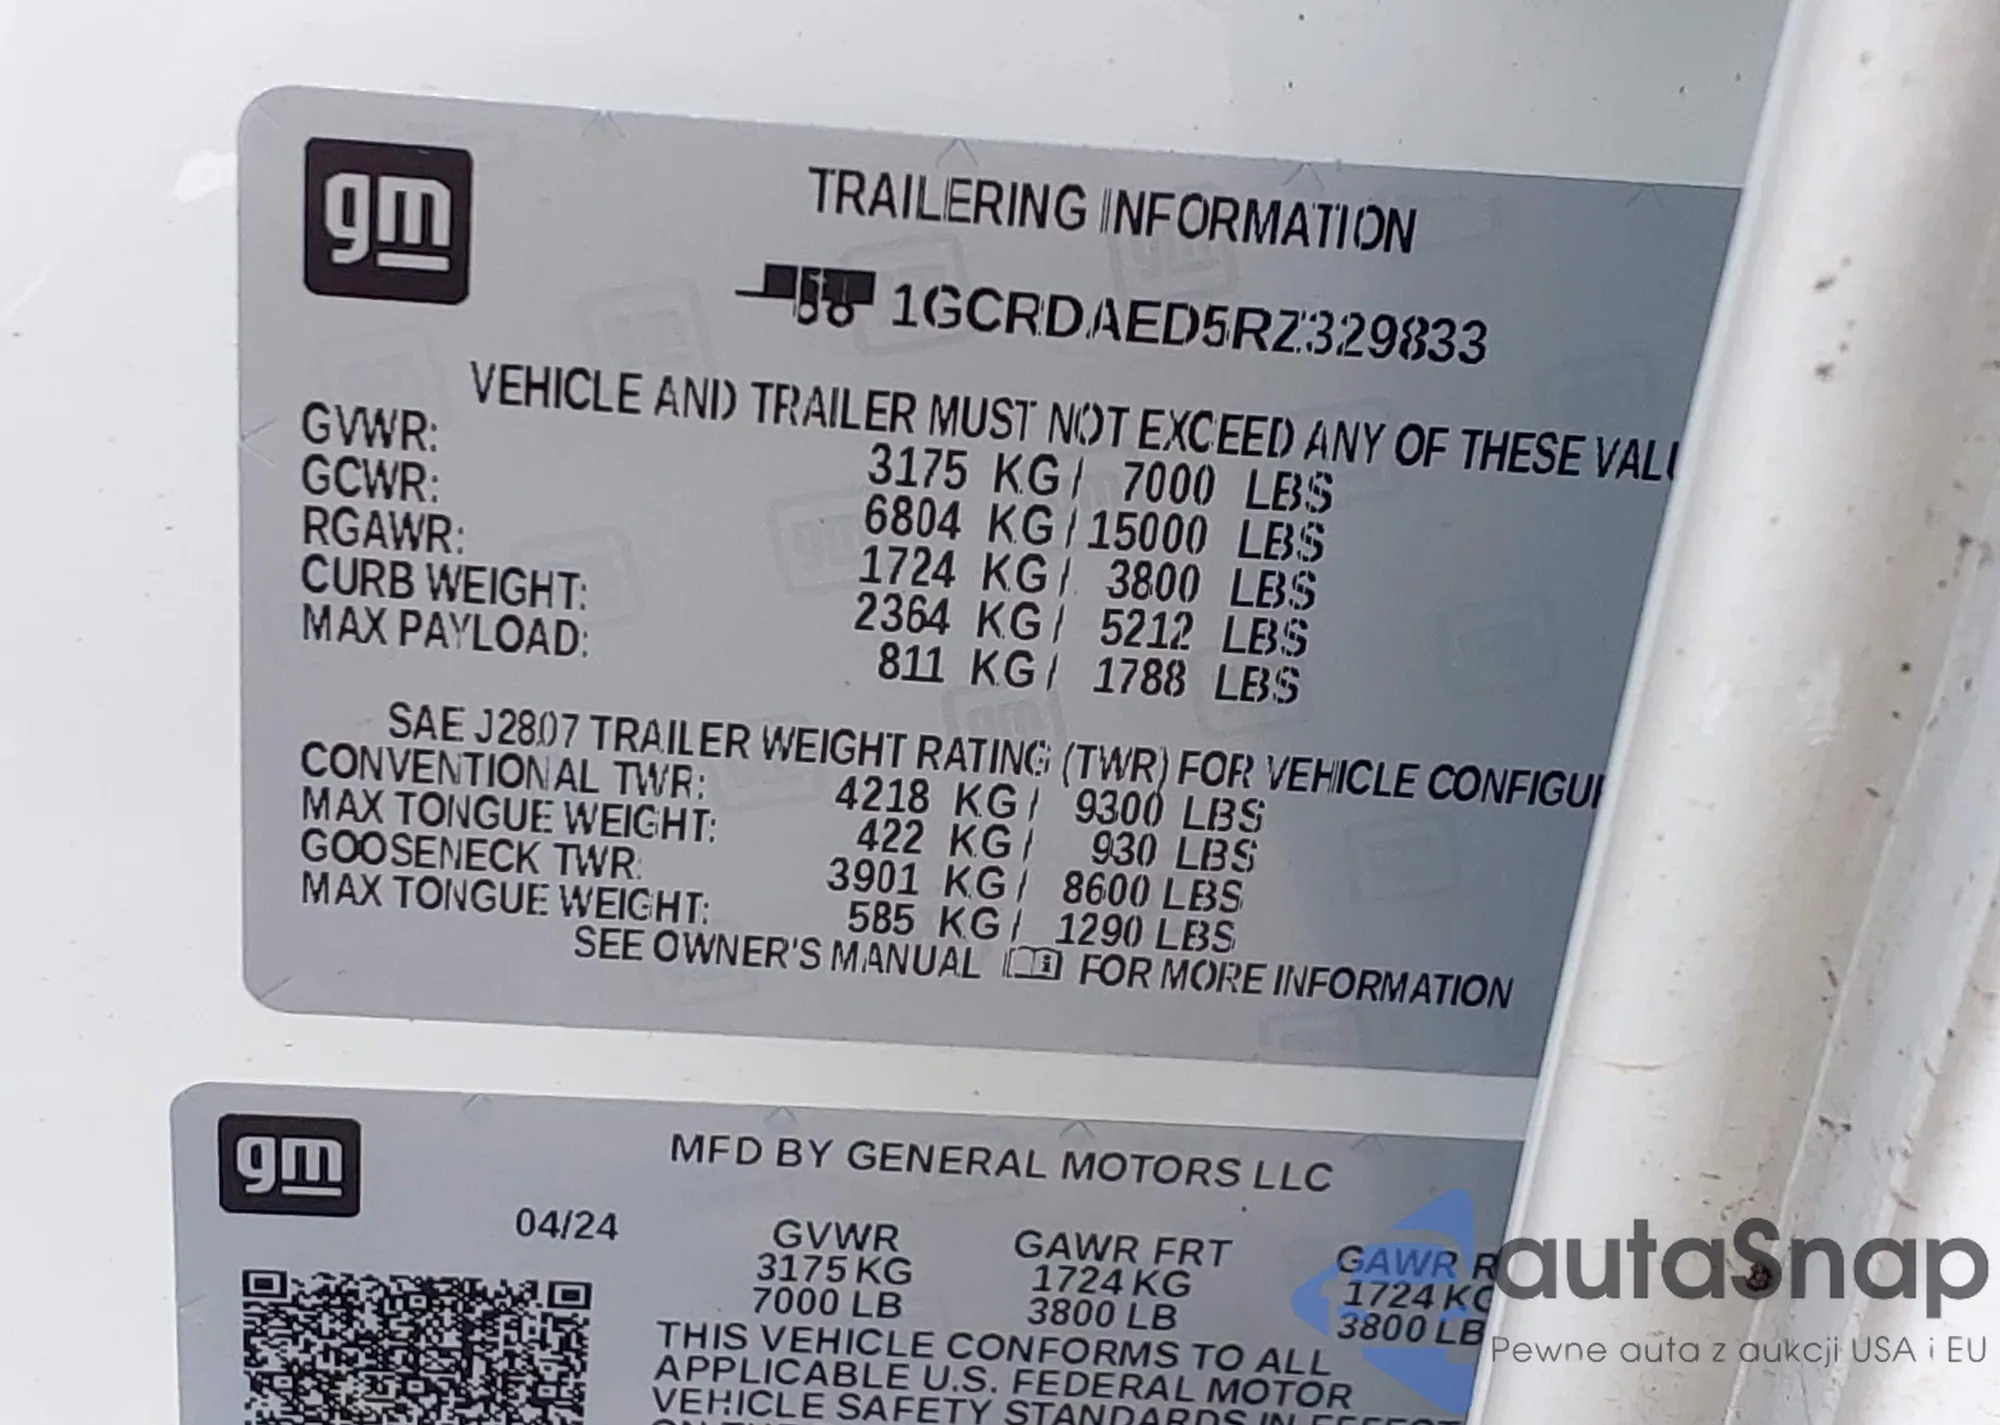 gm
TRAILERING INFORMATION
1GCRDAED5RZ329833
VEHICLE AND TRAILER MUST NOT EXCEED ANY OF THESE VALU
GVWR: 3175 KG / 7000 LBS
GCWR: 6804 KG / 15000 LBS
RGAWR: 1724 KG / 3800 LBS
CURB WEIGHT: 2364 KG / 5212 LBS
MAX PAYLOAD: 811 KG / 1788 LBS
SAE J2807 TRAILER WEIGHT RATING (TWR) FOR VEHICLE CONFIGU
CONVENTIONAL TWR: 4218 KG / 9300 LBS
MAX TONGUE WEIGHT: 422 KG / 930 LBS
GOOSENECK TWR: 3901 KG / 8600 LBS
MAX TONGUE WEIGHT: 585 KG / 1290 LBS
SEE OWNER'S MANUAL FOR MORE INFORMATION
gm
MFD BY GENERAL MOTORS LLC
04/24
GVWR GAWR FRT GAWR R
3175 KG 1724 KG 1724 KG
7000 LB 3800 LB 3800 LB
THIS VEHICLE CONFORMS TO ALL
APPLICABLE U.S. FEDERAL MOTOR
VEHICLE SAFETY STANDARDS IN EFFECT
autaSnap
Pewne auta z aukcji USA i EU